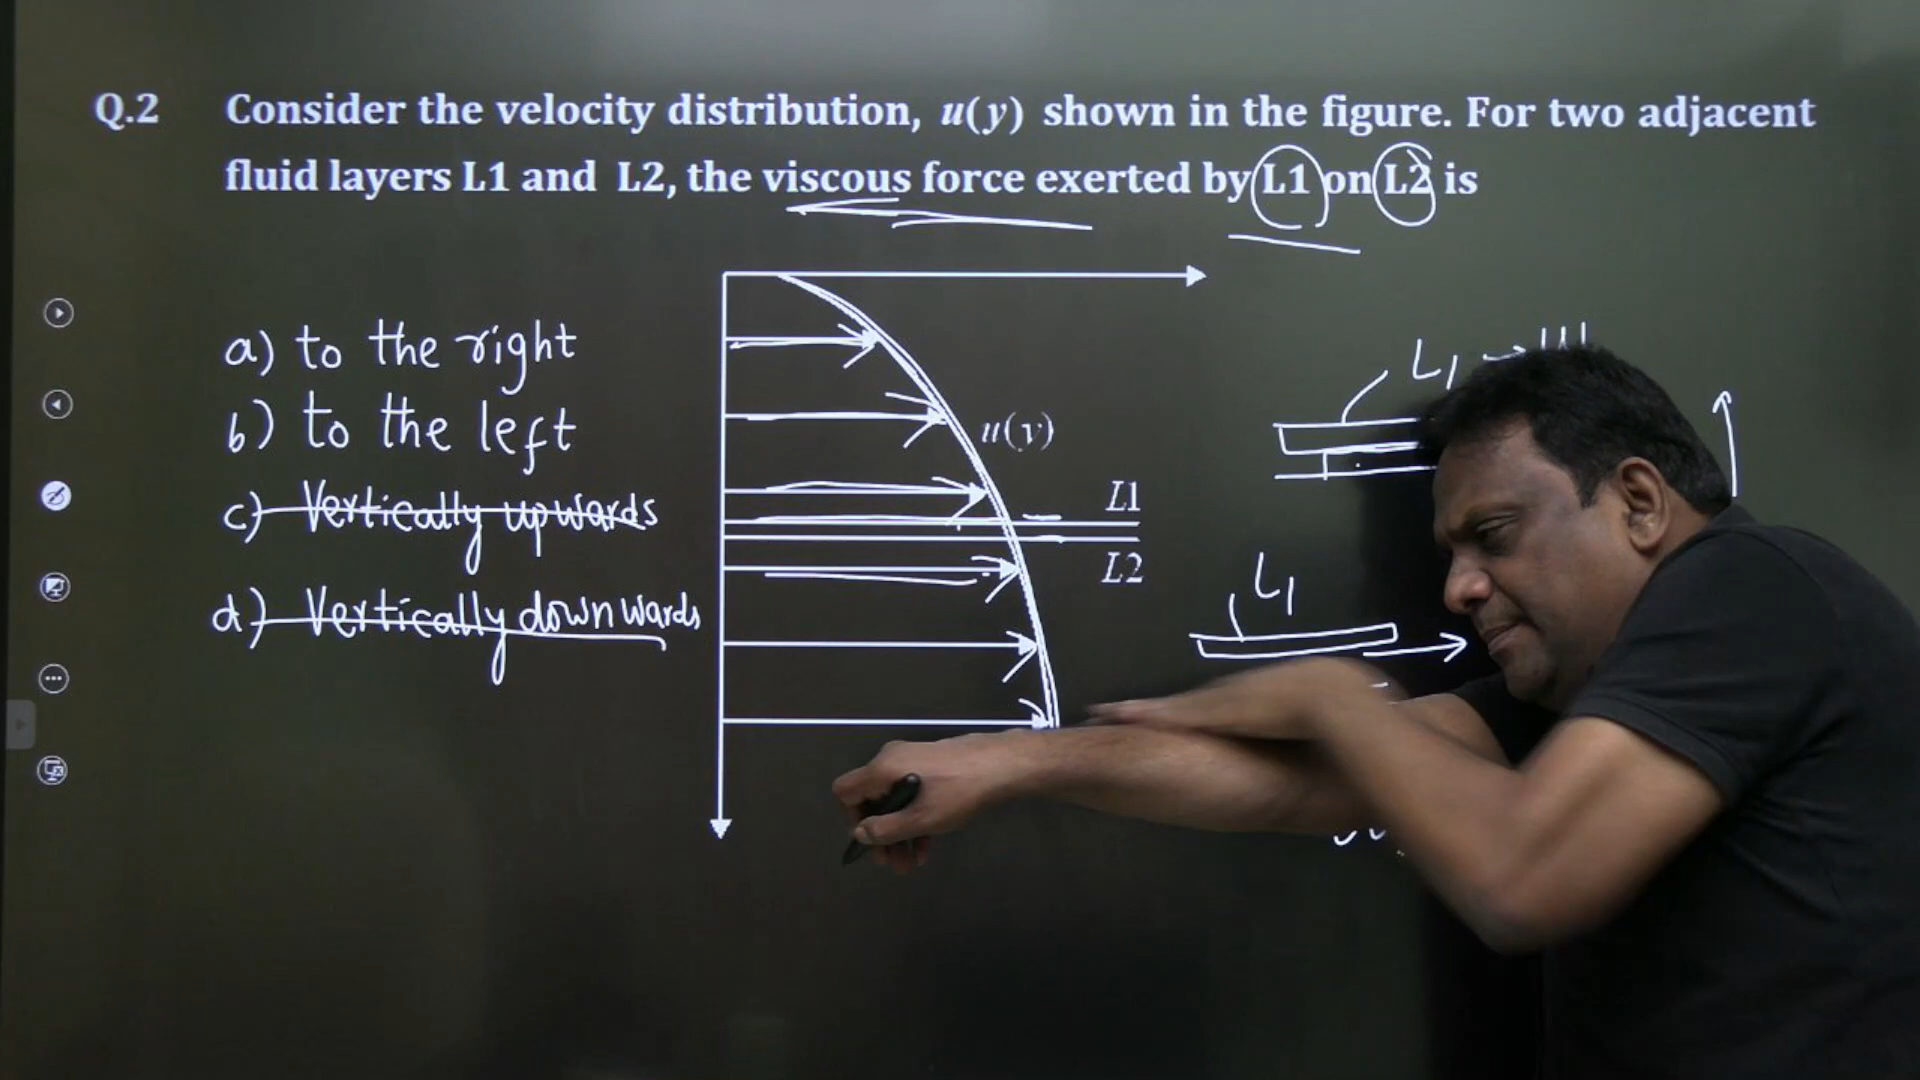 Q.2 Consider the velocity distribution, u(y) shown in the figure. For two adjacent
fluid layers L1 and L2, the viscous force exerted by L1 on L2 is
a) to the right
b) to the left
c) Vertically upwards
d) Vertically downwards
u(y)
L1
L2
L1
L1